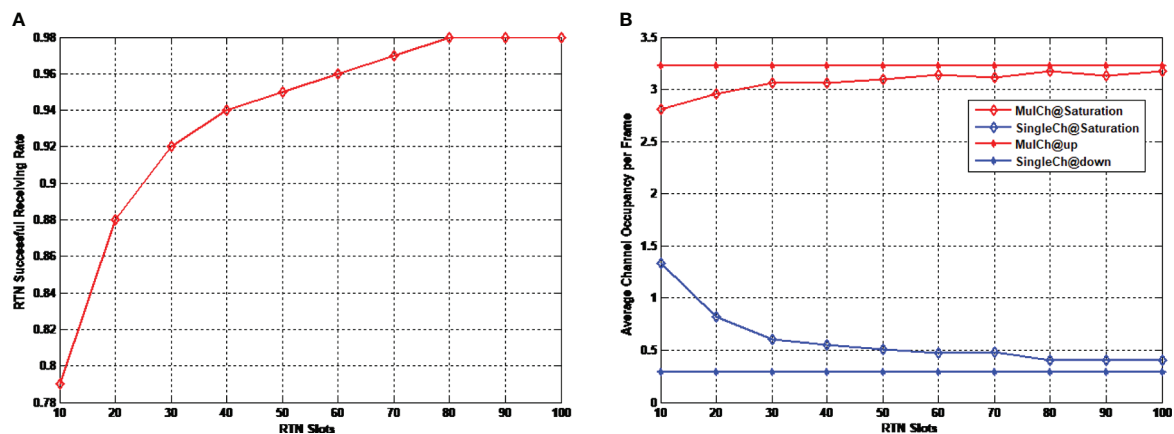 A
0.98
0.96
0.94
0.92
0.9
0.88
0.86
0.84
0.82
0.8
0.78
RTN Successful Receiving Rate
10 20 30 40 50 60 70 80 90 100
RTN Slots
B
3.5
3
2.5
2
1.5
1
0.5
0
Average Channel Occupancy per Frame
MulCh@Saturation
SingleCh@Saturation
MulCh@up
SingleCh@down
10 20 30 40 50 60 70 80 90 100
RTN Slots